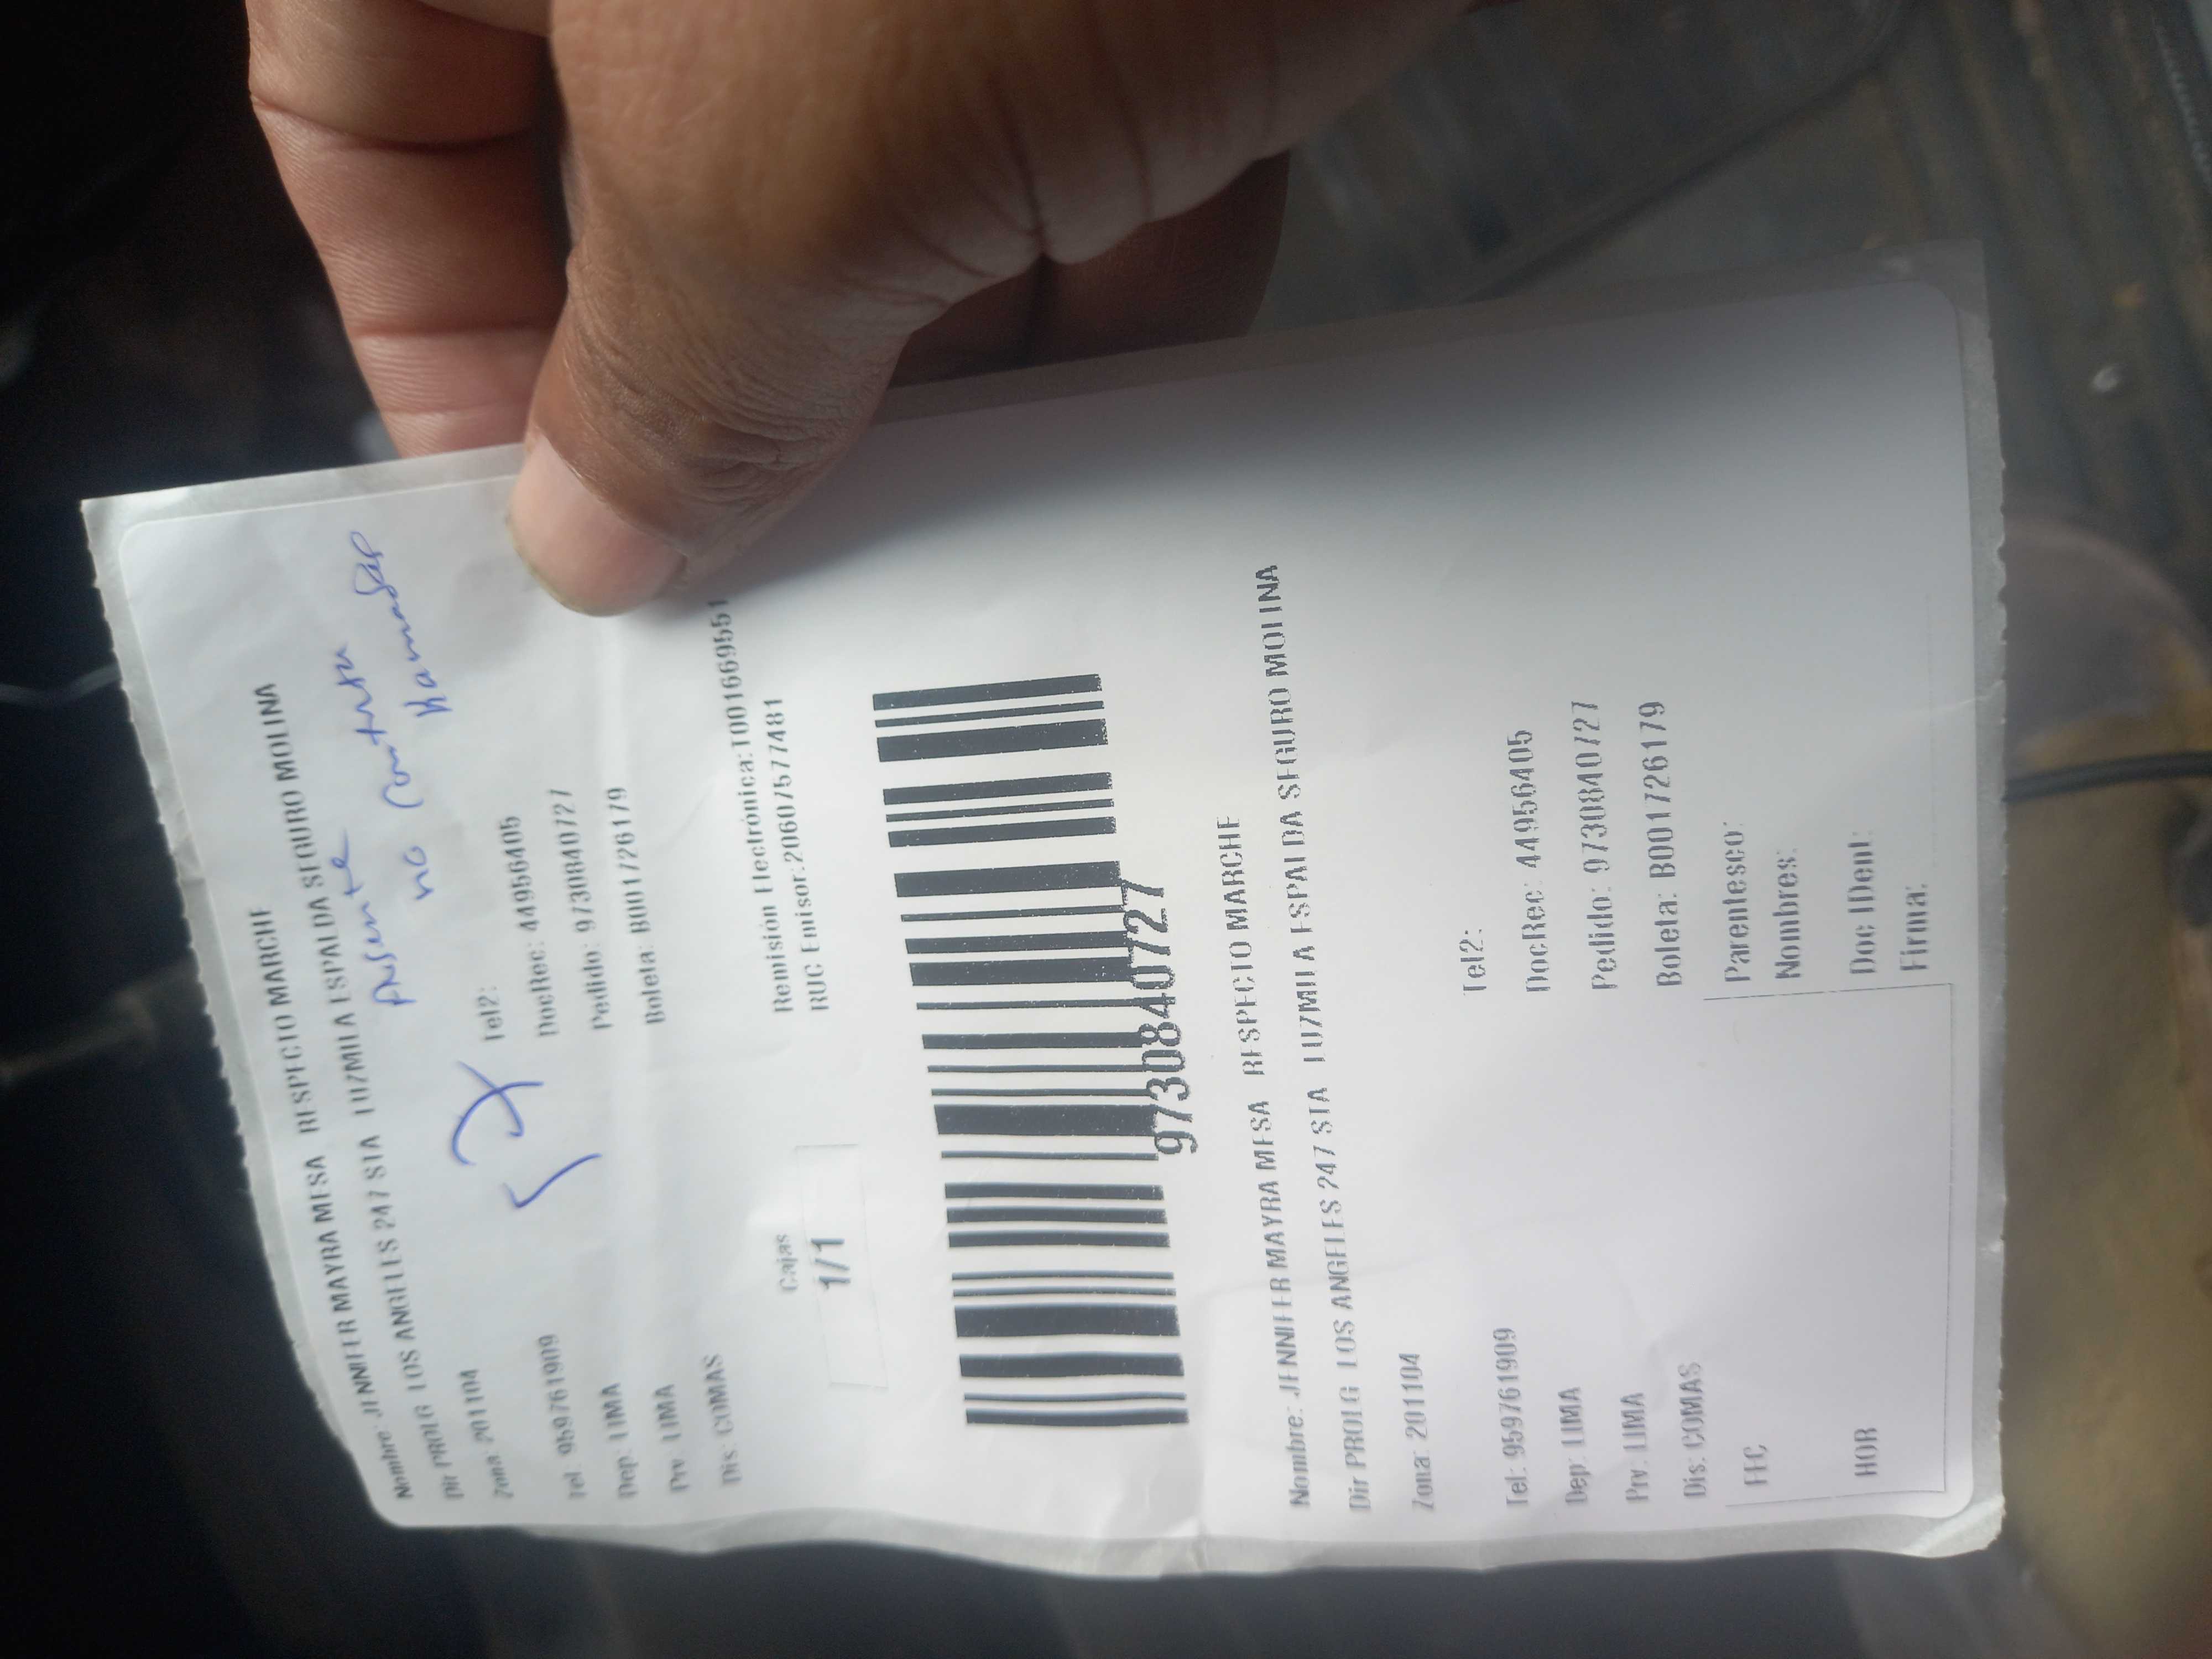 Nombre: JENNIFER MAYRA MESA RESPECTO MARCHE
Dir PROLG LOS ANGELES 247 STA LUZMILA ESPALDA SEGURO MOLINA
Zona: 201104
Ausente
no contesta
llamadas
Tel: 959761909 Tel2:
Dep: LIMA DocRec: 44956405
Prv: LIMA Pedido: 9730840727
Dis: COMAS Boleta: B001726179
Cajas
1/1
Remisión Electrónica:T001669551
RUC Emisor:20607577481
9730840727
Nombre: JENNIFER MAYRA MESA RESPECTO MARCHE
Dir PROLG LOS ANGELES 247 STA LUZMILA ESPALDA SEGURO MOLINA
Zona: 201104
Tel: 959761909 Tel2:
Dep: LIMA DocRec: 44956405
Prv: LIMA Pedido: 9730840727
Dis: COMAS Boleta: B001726179
FEC
HOR
Parentesco:
Nombres:
Doc IDent:
Firma: